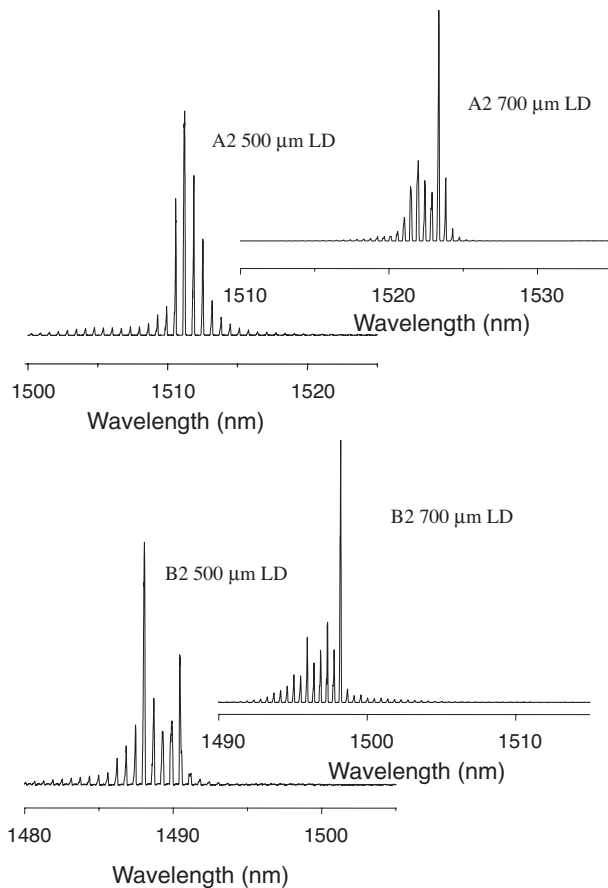 A2 700 μm LD
A2 500 μm LD
1510 1520 1530
Wavelength (nm)
1500 1510 1520
Wavelength (nm)
B2 700 μm LD
B2 500 μm LD
1490 1500 1510
Wavelength (nm)
1480 1490 1500
Wavelength (nm)